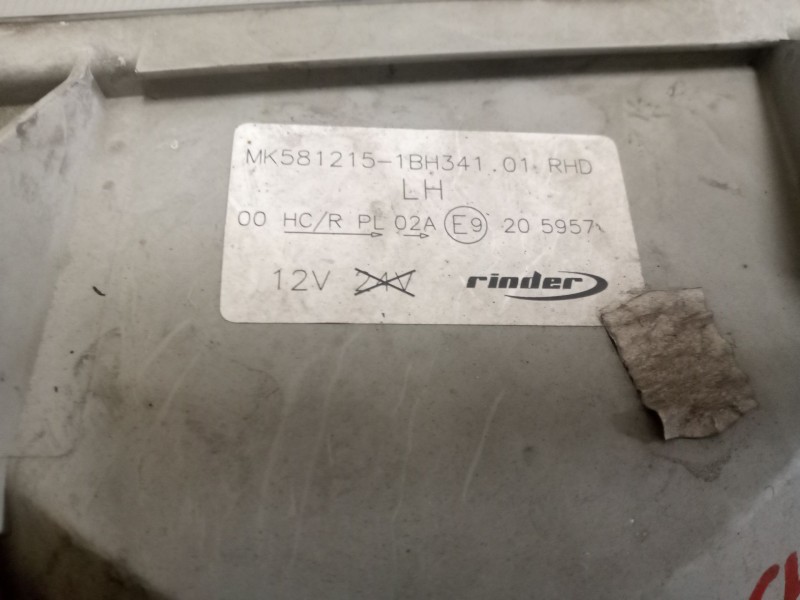 MK581215-1BH341.01 RHD
LH
00 HC/R PL 02A E9 20 5957
12V 24V rinder